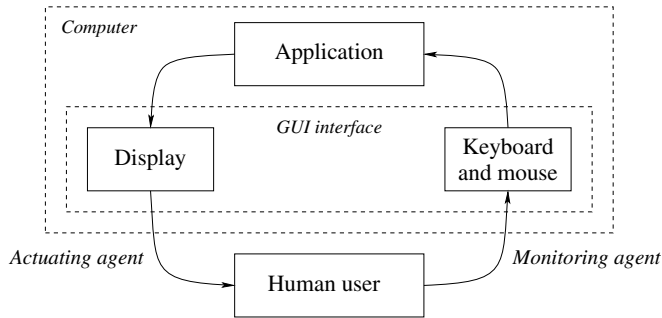 Computer
Application
GUI interface
Display
Keyboard
and mouse
Actuating agent
Monitoring agent
Human user